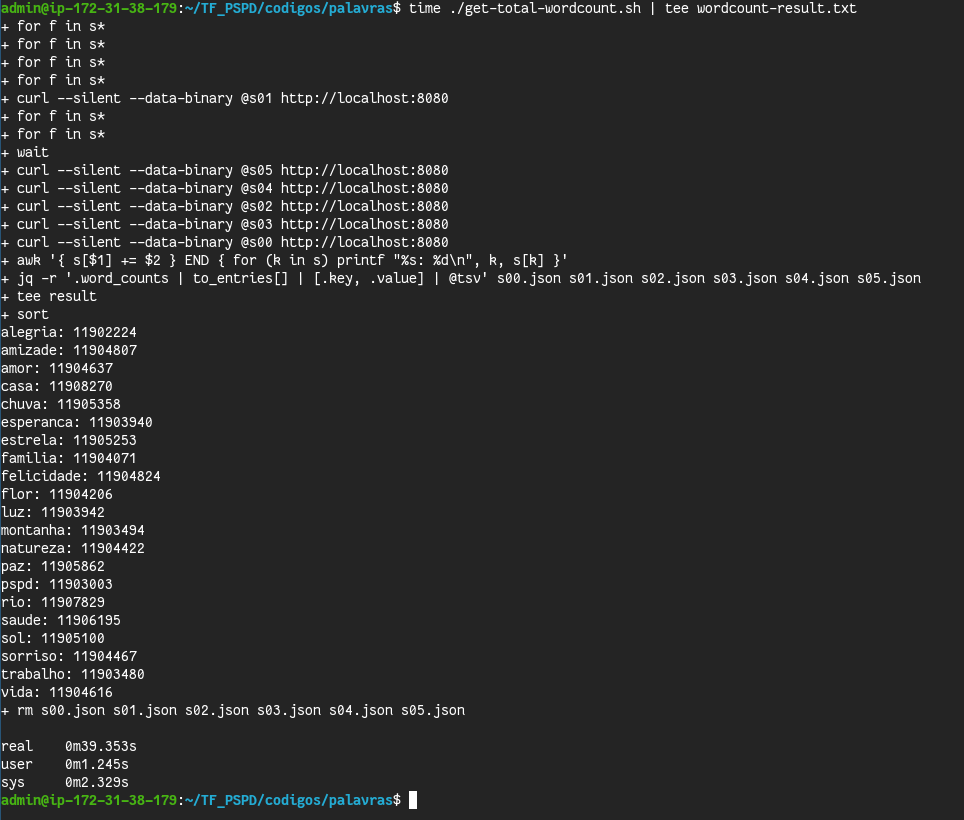 admin@ip-172-31-38-179:~/TF_PSPD/codigos/palavras$ time ./get-total-wordcount.sh | tee wordcount-result.txt
+ for f in s*
+ for f in s*
+ for f in s*
+ for f in s*
+ curl --silent --data-binary @s01 http://localhost:8080
+ for f in s*
+ for f in s*
+ wait
+ curl --silent --data-binary @s05 http://localhost:8080
+ curl --silent --data-binary @s04 http://localhost:8080
+ curl --silent --data-binary @s02 http://localhost:8080
+ curl --silent --data-binary @s03 http://localhost:8080
+ curl --silent --data-binary @s00 http://localhost:8080
+ awk '{ s[$1] += $2 } END { for (k in s) printf "%s: %d\n", k, s[k] }'
+ jq -r '.word_counts | to_entries[] | [.key, .value] | @tsv' s00.json s01.json s02.json s03.json s04.json s05.json
+ tee result
+ sort
alegria: 11902224
amizade: 11904807
amor: 11904637
casa: 11908270
chuva: 11905358
esperanca: 11903940
estrela: 11905253
familia: 11904071
felicidade: 11904824
flor: 11904206
luz: 11903942
montanha: 11903494
natureza: 11904422
paz: 11905862
pspd: 11903003
rio: 11907829
saude: 11906195
sol: 11905100
sorriso: 11904467
trabalho: 11903480
vida: 11904616
+ rm s00.json s01.json s02.json s03.json s04.json s05.json
real 0m39.353s
user 0m1.245s
sys 0m2.329s
admin@ip-172-31-38-179:~/TF_PSPD/codigos/palavras$